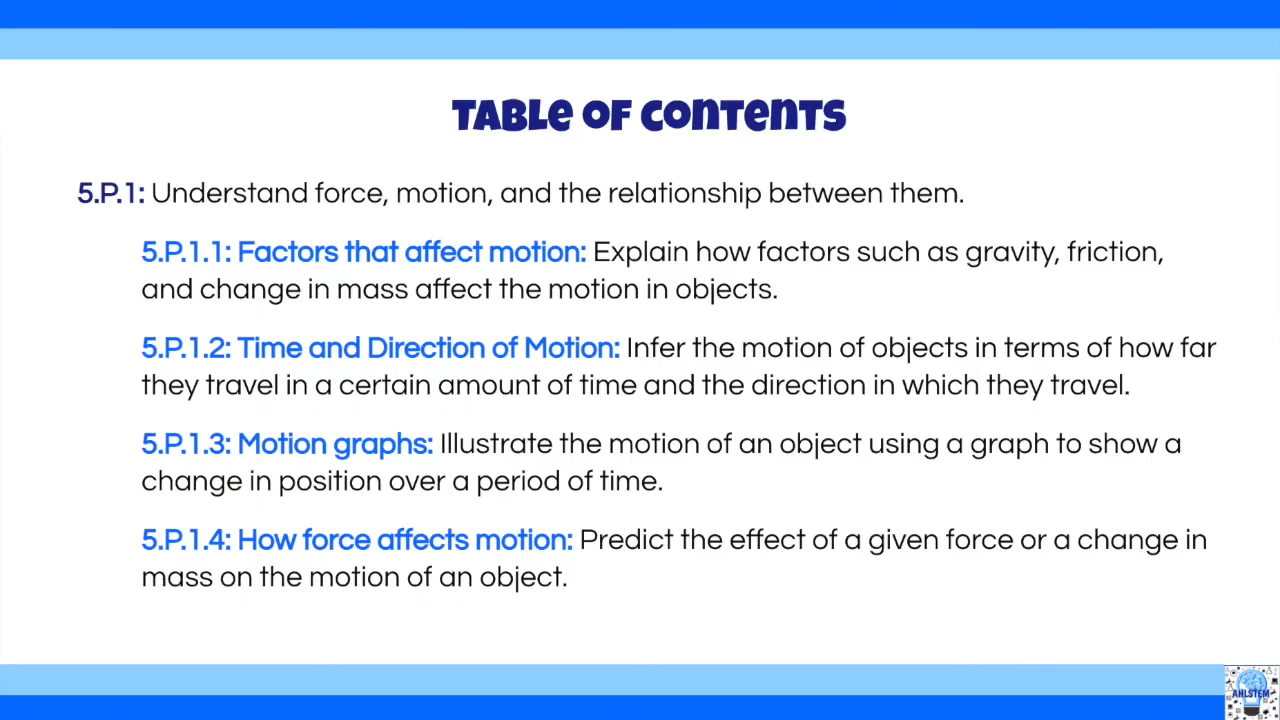 TABLE OF CONTENTS
5.P.1: Understand force, motion, and the relationship between them.
5.P.1.1: Factors that affect motion: Explain how factors such as gravity, friction,
and change in mass affect the motion in objects.
5.P.1.2: Time and Direction of Motion: Infer the motion of objects in terms of how far
they travel in a certain amount of time and the direction in which they travel.
5.P.1.3: Motion graphs: Illustrate the motion of an object using a graph to show a
change in position over a period of time.
5.P.1.4: How force affects motion: Predict the effect of a given force or a change in
mass on the motion of an object.
AHLSTEM